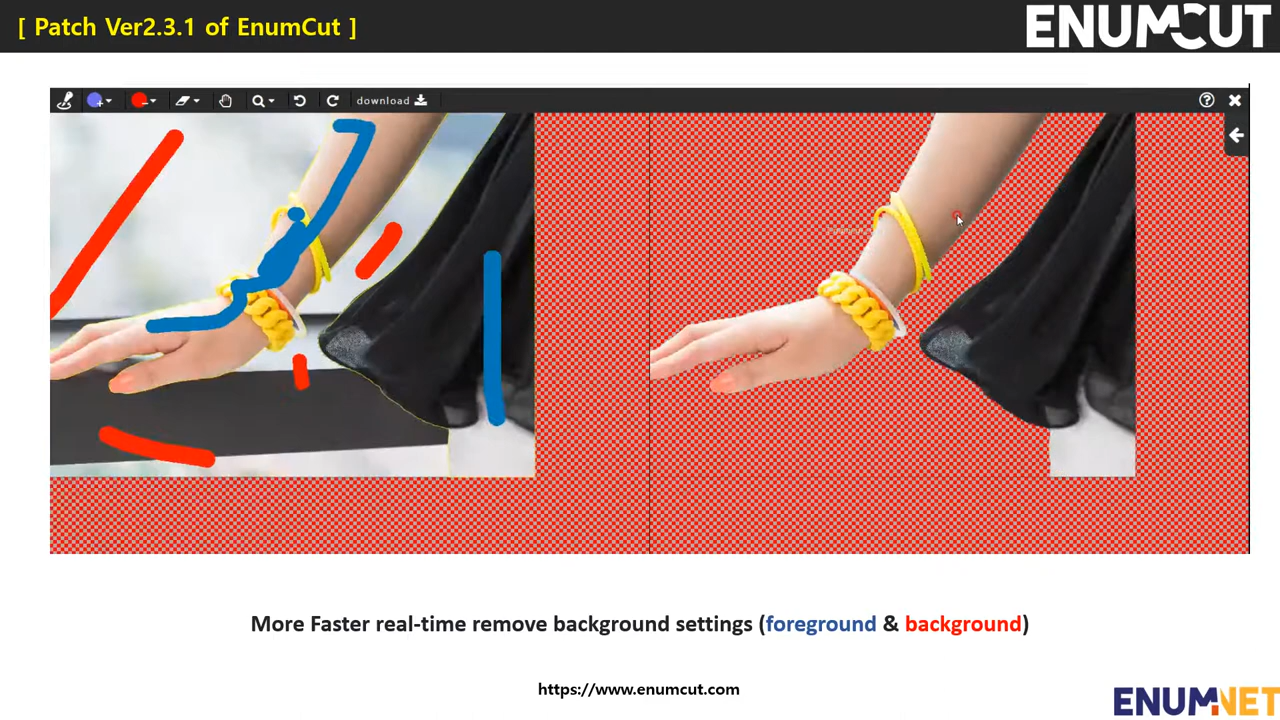 [ Patch Ver2.3.1 of EnumCut ]
ENUMCUT
download
More Faster real-time remove background settings (foreground & background)
https://www.enumcut.com
ENUMNET